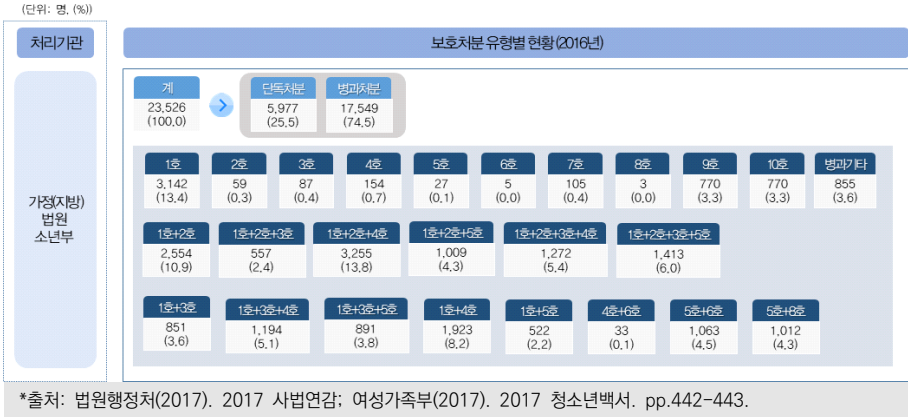 (단위: 명, (%))
처리기관
보호처분 유형별 현황(2016년)
계 단독처분 병과처분
23,526 5,977 17,549
(100.0) (25.5) (74.5)
가정(지방)
법원
소년부
1호 2호 3호 4호 5호 6호 7호 8호 9호 10호 병과기타
3,142 59 87 154 27 5 105 3 770 770 855
(13.4) (0.3) (0.4) (0.7) (0.1) (0.0) (0.4) (0.0) (3.3) (3.3) (3.6)
1호+2호 1호+2호+3호 1호+2호+4호 1호+2호+5호 1호+2호+3호+4호 1호+2호+3호+5호
2,554 557 3,255 1,009 1,272 1,413
(10.9) (2.4) (13.8) (4.3) (5.4) (6.0)
1호+3호 1호+3호+4호 1호+3호+5호 1호+4호 1호+5호 4호+6호 5호+6호 5호+8호
851 1,194 891 1,923 522 33 1,063 1,012
(3.6) (5.1) (3.8) (8.2) (2.2) (0.1) (4.5) (4.3)
*출처: 법원행정처(2017). 2017 사법연감; 여성가족부(2017). 2017 청소년백서. pp.442-443.